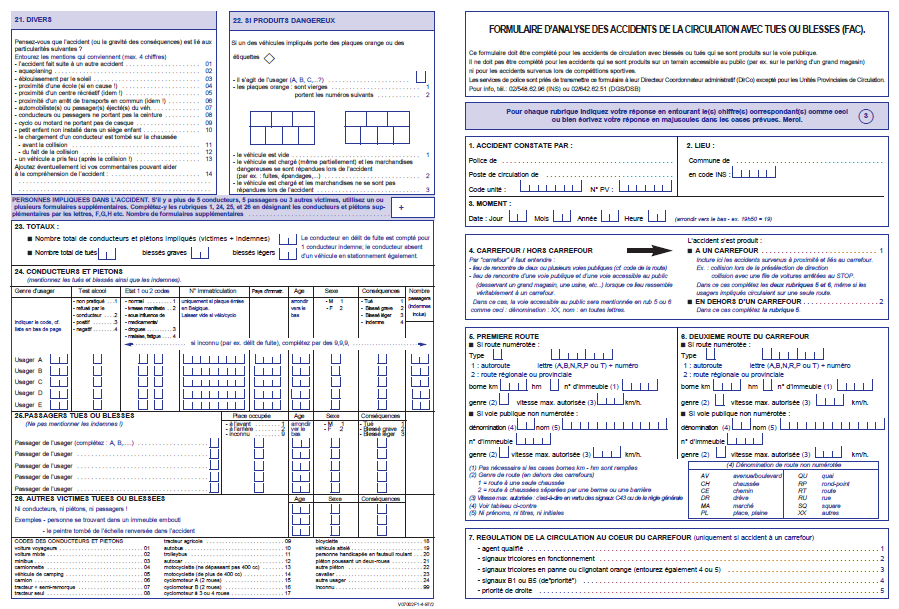 21. DIVERS
Pensez-vous que l'accident (ou la gravité des conséquences) est lié aux
particularités suivantes ?
Entourez les mentions qui conviennent (max. 4 chiffres)
- l'accident fait suite à un autre accident 01
- aquaplaning 02
- éblouissement par le soleil 03
- proximité d'une école (si en cause !) 04
- proximité d'un centre récréatif (idem !) 05
- proximité d'un arrêt de transports en commun (idem !) 06
- automobiliste(s) ou passager(s) éjecté(s) du véh. 07
- conducteurs ou passagers ne portant pas la ceinture 08
- cyclo ou motard ne portant pas de casque 09
- petit enfant non installé dans un siège enfant 10
- le chargement d'un conducteur est tombé sur la chaussée
- avant la collision 11
- du fait de la collision 12
- un véhicule a pris feu (après la collision !) 13
Ajoutez éventuellement ici vos commentaires pouvant aider
à la compréhension de l'accident : 14
22. SI PRODUITS DANGEREUX
Si un des véhicules impliqués porte des plaques orange ou des
étiquettes
- Il s'agit de l'usager (A, B, C,...?)
- les plaques orange : sont vierges 1
portent les numéros suivants 2
- le véhicule est vide 1
- le véhicule est chargé (même partiellement) et les marchandises
dangereuses se sont répandues lors de l'accident
(par ex. : fuites, épandages,...) 2
- le véhicule est chargé et les marchandises ne se sont pas
répandues lors de l'accident 3
PERSONNES IMPLIQUEES DANS L'ACCIDENT. S'il y a plus de 5 conducteurs, 5 passagers ou 3 autres victimes, utilisez un ou
plusieurs formulaires supplémentaires. Complétez-y les rubriques 1, 24, 25, et 26 en désignant les conducteurs et piétons sup-
plémentaires par les lettres, F,G,H etc. Nombre de formulaires supplémentaires
+
23. TOTAUX :
■ Nombre total de conducteurs et piétons impliqués (victimes + indemnes)
■ Nombre total de tués blessés graves blessés légers
Le conducteur en délit de fuite est compté pour
1 conducteur indemne; le conducteur absent
d'un véhicule en stationnement également.
24. CONDUCTEURS ET PIETONS
(mentionnez les tués et blessés ainsi que les indemnes).
Genre d'usager Test alcool Etat 1 ou 2 codes N° immatriculation Pays d'immat. Age Sexe Conséquences Nombre
passagers
(indemnes
inclus)
Indiquer le code, cf.
liste en bas de page.
- non pratiqué 1
- refusé par le
conducteur 2
- positif 3
- négatif 4
- normal 1
- ivresse manifeste 2
- sous influence de
médicaments/
drogues 3
- malaise, fatigue 4
uniquement si plaque émise
en Belgique.
Laisser vide si vélo/cyclo
arrondir
vers le
bas
- M 1
- F 2
- Tué 1
- Blessé grave 2
- Blessé léger 3
- Indemne 4
si inconnu (par ex. délit de fuite), complétez par des 9,9,9,
Usager A
Usager B
Usager C
Usager D
Usager E
25. PASSAGERS TUES OU BLESSES
(Ne pas mentionner les indemnes !)
Place occupée Age Sexe Conséquences
- à l'avant 1
- à l'arrière 2
- inconnu 9
arrondir
vers le
bas
- M 1
- F 2
- Tué 1
- Blessé grave 2
- Blessé léger 3
Passager de l'usager (complétez : A, B,....)
Passager de l'usager
Passager de l'usager
Passager de l'usager
Passager de l'usager
26. AUTRES VICTIMES TUEES OU BLESSEES
Age Sexe Conséquences
Ni conducteurs, ni piétons, ni passagers !
Exemples - personne se trouvant dans un immeuble embouti
- le peintre tombé de l'échelle renversée dans l'accident
CODES DES CONDUCTEURS ET PIETONS
voiture voyageurs 01
voiture mixte 02
minibus 03
camionnette 04
véhicule de camping 05
camion 06
tracteur + semi-remorque 07
tracteur seul 08
tracteur agricole 09
autobus 10
trolleybus 11
autocar 12
motocyclette (ne dépassant pas 400 cc) 13
motocyclette (de plus de 400 cc) 14
cyclomoteur A (2 roues) 15
cyclomoteur B (2 roues) 16
cyclomoteur à 3 ou 4 roues 17
bicyclette 18
véhicule attelé 19
personne handicapée en fauteuil roulant 20
piéton poussant un deux-roues 21
autre piéton 22
cavalier 23
autre usager 24
inconnu 99
V07002F1-4-97/2
FORMULAIRE D'ANALYSE DES ACCIDENTS DE LA CIRCULATION AVEC TUES OU BLESSES (FAC).
Ce formulaire doit être complété pour les accidents de circulation avec blessés ou tués qui se sont produits sur la voie publique.
Il ne doit pas être complété pour les accidents qui se sont produits sur un terrain accessible au public (par ex. sur le parking d'un grand magasin)
ni pour les accidents survenus lors de compétitions sportives.
Les services de police sont priés de transmettre ce formulaire à leur Directeur Coordonnateur administratif (DirCo) excepté pour les Unités Provinciales de Circulation.
Pour info, tél.: 02/548.62.96 (INS) ou 02/642.6.51 (DGS/DSB)
Pour chaque rubrique indiquez votre réponse en entourant le(s) chiffre(s) correspondant(s) comme ceci
ou bien écrivez votre réponse en majuscules dans les cases prévues. Merci.
3
1. ACCIDENT CONSTATE PAR :
Police de
Poste de circulation
Code unité : N° PV :
2. LIEU :
Commune de
en code INS :
3. MOMENT :
Date : Jour Mois Année Heure (arrondir vers le bas - ex. 19h50 = 19)
4. CARREFOUR / HORS CARREFOUR
Par "carrefour" il faut entendre :
- lieu de rencontre de deux ou plusieurs voies publiques (cf. code de la route)
- lieu de rencontre d'une voie publique et d'une voie accessible au public
(desservant un grand magasin, une usine, etc...) lorsque ce lieu ressemble
véritablement à un carrefour.
Dans ce cas, la voie accessible au public sera mentionnée en rub 5 ou 6
comme ceci : dénomination : XX, nom : en toutes lettres.
L'accident s'est produit :
■ A UN CARREFOUR 1
Inclure ici les accidents survenus à proximité et liés au carrefour.
Ex. : collision lors de la présélection de direction
collision avec une file de voitures arrêtées au STOP.
Dans ce cas complétez les deux rubriques 5 et 6, même si les
usagers impliqués circulaient sur une seule route.
■ EN DEHORS D'UN CARREFOUR 2
Dans ce cas, complétez la rubrique 5.
5. PREMIERE ROUTE
■ Si route numérotée :
Type
1 : autoroute lettre (A,B,N,R,P ou T) + numéro
2 : route régionale ou provinciale
borne km hm n° d'immeuble (1)
genre (2) vitesse max. autorisée (3) km/h.
■ Si voie publique non numérotée :
dénomination (4) nom (5)
n° d'immeuble
genre (2) vitesse max. autorisée (3) km/h.
6. DEUXIEME ROUTE DU CARREFOUR
■ Si route numérotée :
Type
1 : autoroute lettre (A,B,N,R,P ou T) + numéro
2 : route régionale ou provinciale
borne km hm n° d'immeuble (1)
genre (2) vitesse max. autorisée (3) km/h.
■ Si voie publique non numérotée :
dénomination (4) nom (5)
n° d'immeuble
genre (2) vitesse max. autorisée (3) km/h.
(1) Pas nécessaire si les cases bornes km - hm sont remplies
(2) Genre de route (en dehors des carrefours)
1 = route à une seule chaussée
2 = route à chaussées séparées par une berme ou une barrière
(3) Vitesse max. autorisée : c'est-à-dire en vertu des signaux C43 ou de la règle générale
(4) Voir tableau ci-contre
(5) Ni prénoms, ni titres, ni initiales
(4) Dénomination de route non numérotée
AV avenue/boulevard QU quai
CH chaussée RP rond-point
CE chemin RT route
DR drève RU rue
MA marché SQ square
PL place, plaine XX autres
7. REGULATION DE LA CIRCULATION AU COEUR DU CARREFOUR (uniquement si accident à un carrefour)
- agent qualifié 1
- signaux tricolores en fonctionnement 2
- signaux tricolores en panne ou clignotant orange (entourez également 4 ou 5) 3
- signaux B1 ou B5 (de"priorité") 4
- priorité de droite 5